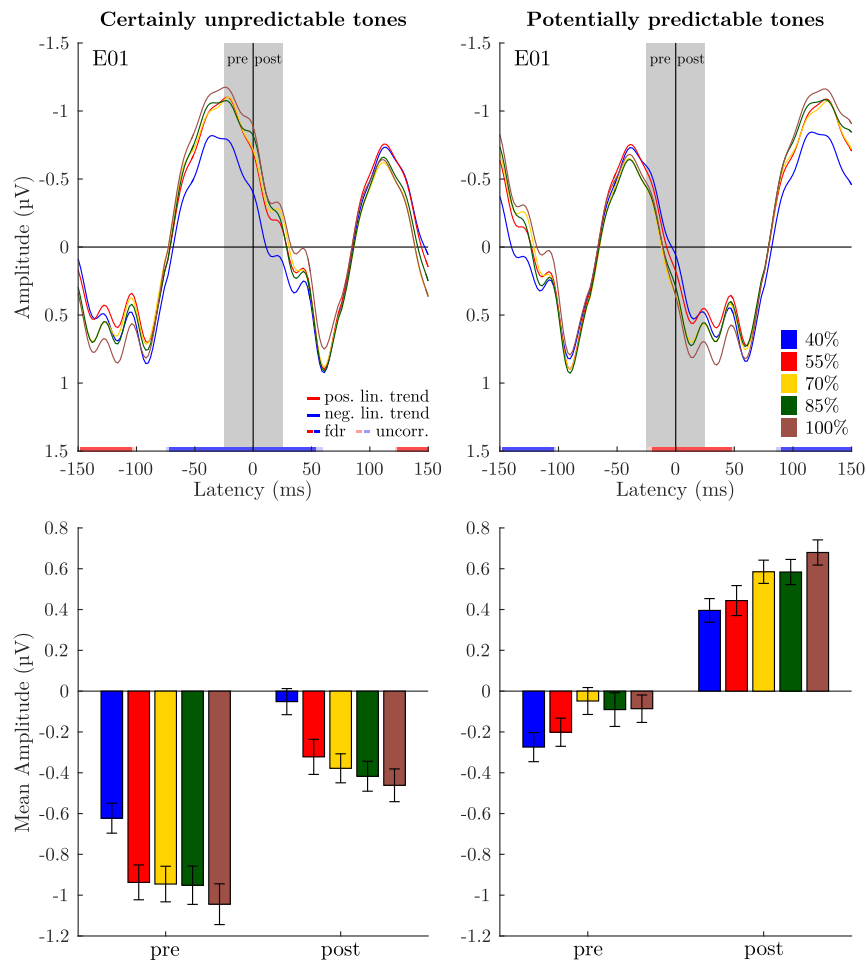 Certainly unpredictable tones
Potentially predictable tones
-1.5
-1
-0.5
0
0.5
1
1.5
Amplitude (µV)
E01
pre
post
pos. lin. trend
neg. lin. trend
fdr
uncorr.
-150
-100
-50
0
50
100
150
Latency (ms)
-1.5
-1
-0.5
0
0.5
1
1.5
E01
pre
post
40%
55%
70%
85%
100%
-150
-100
-50
0
50
100
150
Latency (ms)
0.8
0.6
0.4
0.2
0
-0.2
-0.4
-0.6
-0.8
-1
-1.2
Mean Amplitude (µV)
pre
post
0.8
0.6
0.4
0.2
0
-0.2
-0.4
-0.6
-0.8
-1
-1.2
pre
post